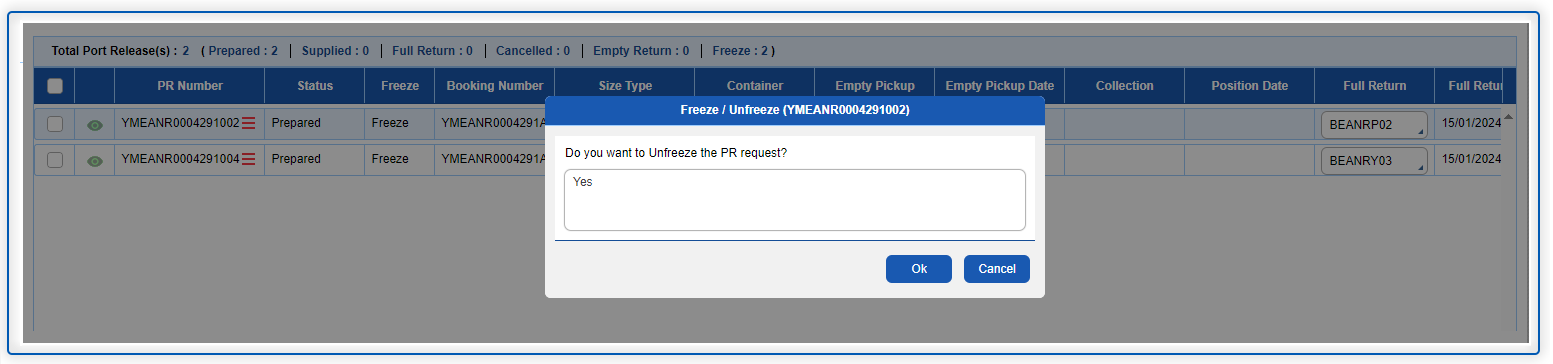 Total Port Release(s) : 2 ( Prepared : 2 | Supplied : 0 | Full Return : 0 | Cancelled : 0 | Empty Return : 0 | Freeze : 2 )
PR Number Status Freeze Booking Number Size Type Container Empty Pickup Empty Pickup Date Collection Position Date Full Return Full Retur
Freeze / Unfreeze (YMEANR0004291002)
YMEANR0004291002 Prepared Freeze YMEANR0004291A BEANRP02 15/01/2024
YMEANR0004291004 Prepared Freeze YMEANR0004291A BEANRY03 15/01/2024
Do you want to Unfreeze the PR request?
Yes
Ok Cancel